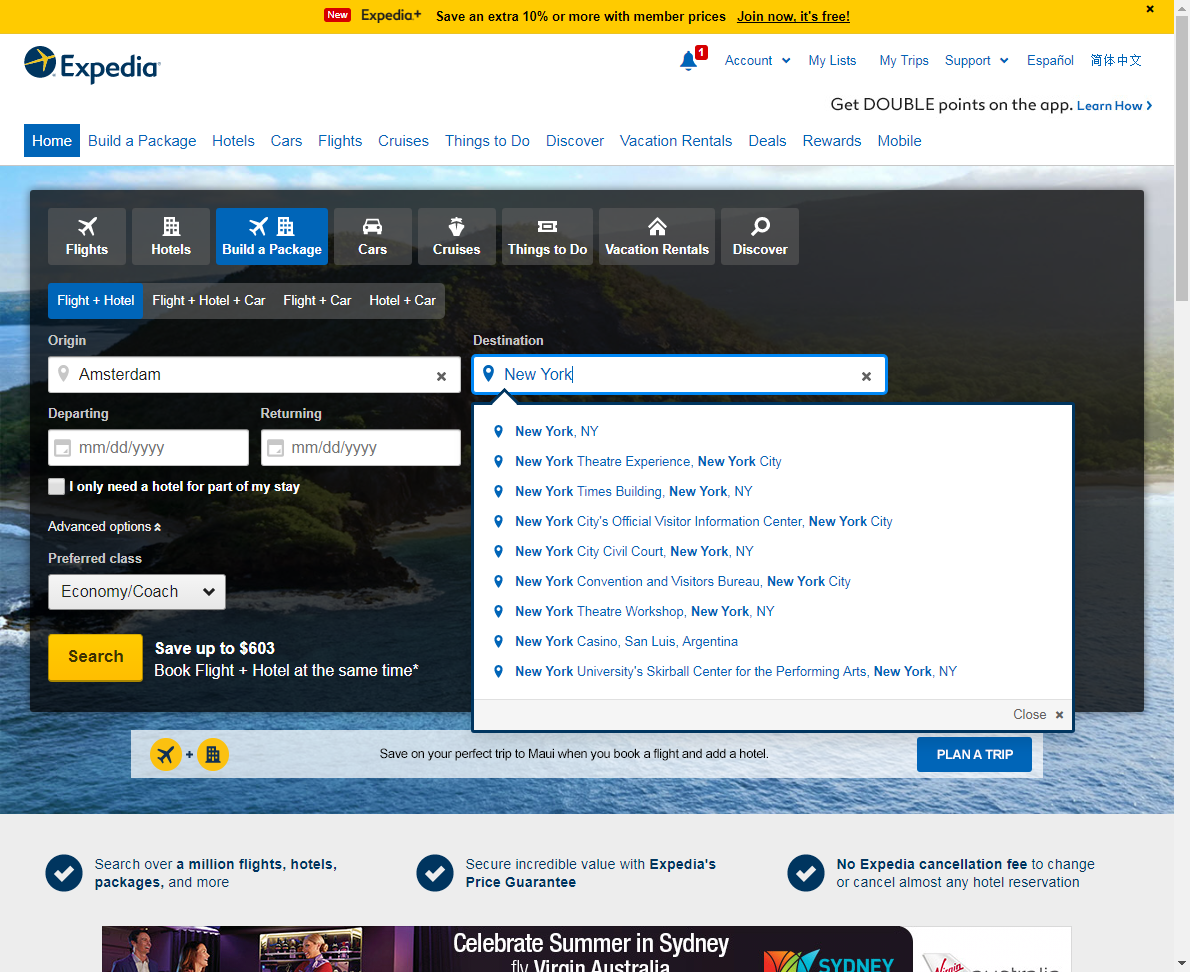 New Expedia+ Save an extra 10% or more with member prices Join now, it's free!
Expedia
1 Account My Lists My Trips Support Español 简体中文
Get DOUBLE points on the app. Learn How
Home Build a Package Hotels Cars Flights Cruises Things to Do Discover Vacation Rentals Deals Rewards Mobile
Flights Hotels Build a Package Cars Cruises Things to Do Vacation Rentals Discover
Flight + Hotel Flight + Hotel + Car Flight + Car Hotel + Car
Origin Destination
Amsterdam New York
Departing Returning
mm/dd/yyyy mm/dd/yyyy
I only need a hotel for part of my stay
Advanced options
Preferred class
Economy/Coach
Search
Save up to $603
Book Flight + Hotel at the same time*
New York, NY
New York Theatre Experience, New York City
New York Times Building, New York, NY
New York City's Official Visitor Information Center, New York City
New York City Civil Court, New York, NY
New York Convention and Visitors Bureau, New York City
New York Theatre Workshop, New York, NY
New York Casino, San Luis, Argentina
New York University's Skirball Center for the Performing Arts, New York, NY
Close
+ Save on your perfect trip to Maui when you book a flight and add a hotel. PLAN A TRIP
Search over a million flights, hotels,
packages, and more
Secure incredible value with Expedia's
Price Guarantee
No Expedia cancellation fee to change
or cancel almost any hotel reservation
Celebrate Summer in Sydney
fly Virgin Australia
SYDNEY
Virgin australia